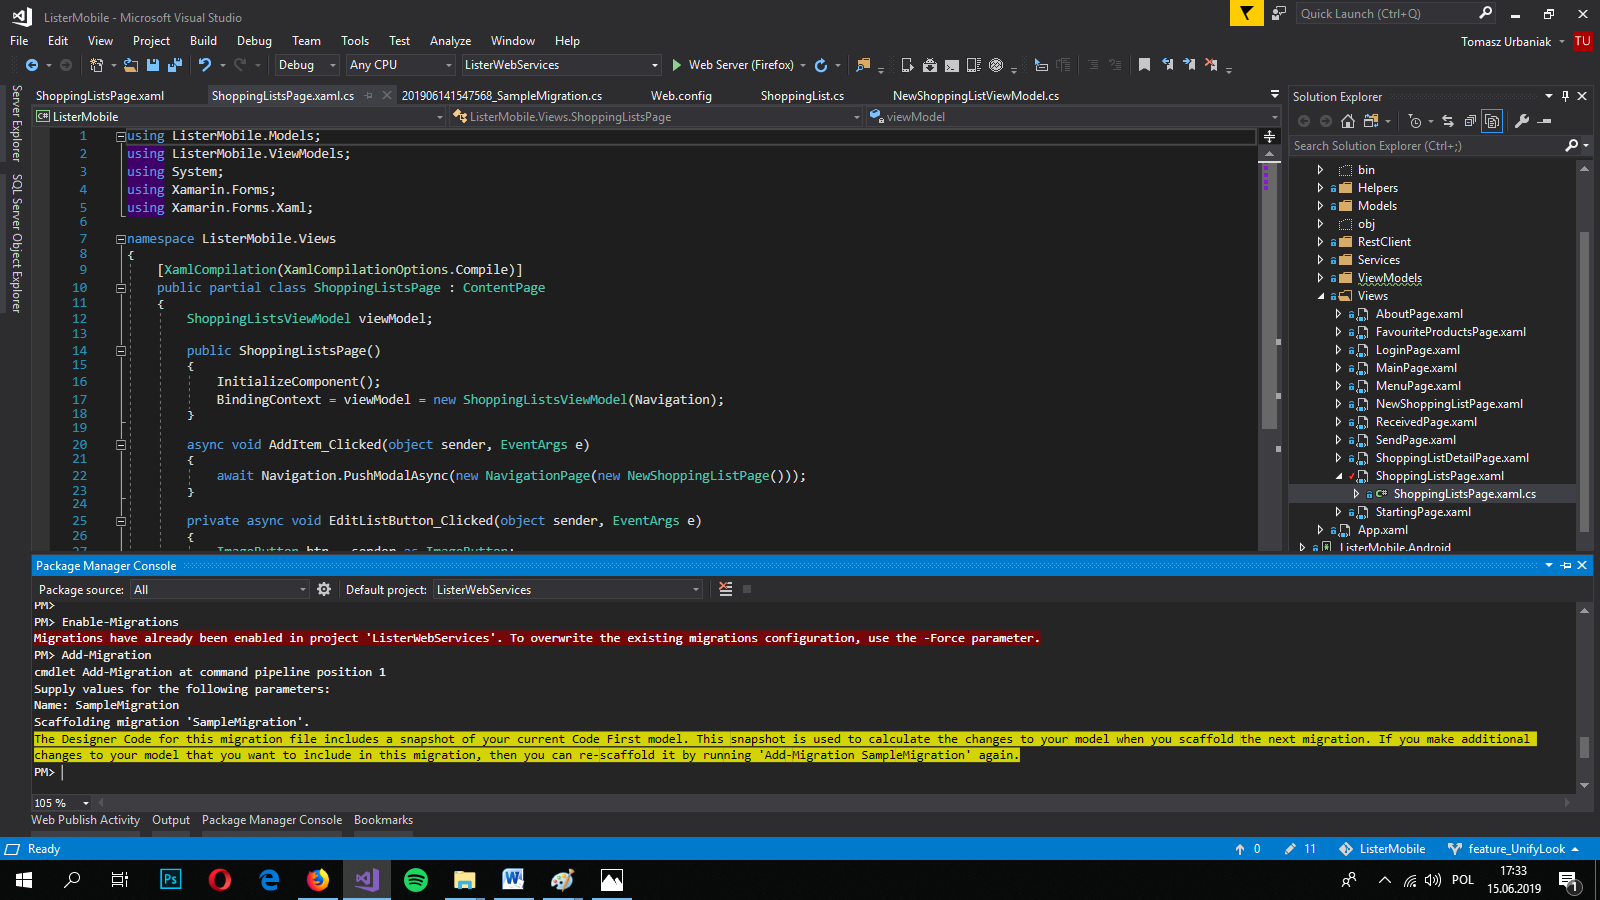 ListerMobile - Microsoft Visual Studio
Quick Launch (Ctrl+Q)
File Edit View Project Build Debug Team Tools Test Analyze Window Help
Tomasz Urbaniak TU
Debug Any CPU ListerWebServices Web Server (Firefox)
Server Explorer
SQL Server Object Explorer
ShoppingListsPage.xaml ShoppingListsPage.xaml.cs 201906141547568_SampleMigration.cs Web.config ShoppingList.cs NewShoppingListViewModel.cs
C# ListerMobile ListerMobile.Views.ShoppingListsPage viewModel
1 using ListerMobile.Models;
2 using ListerMobile.ViewModels;
3 using System;
4 using Xamarin.Forms;
5 using Xamarin.Forms.Xaml;
6
7 namespace ListerMobile.Views
8 {
9 [XamlCompilation(XamlCompilationOptions.Compile)]
10 public partial class ShoppingListsPage : ContentPage
11 {
12 ShoppingListsViewModel viewModel;
13
14 public ShoppingListsPage()
15 {
16 InitializeComponent();
17 BindingContext = viewModel = new ShoppingListsViewModel(Navigation);
18 }
19
20 async void AddItem_Clicked(object sender, EventArgs e)
21 {
22 await Navigation.PushModalAsync(new NavigationPage(new NewShoppingListPage()));
23 }
24
25 private async void EditListButton_Clicked(object sender, EventArgs e)
26 {
27 ImageButton btn = sender as ImageButton;
Solution Explorer
Search Solution Explorer (Ctrl+;)
bin
Helpers
Models
obj
RestClient
Services
ViewModels
Views
AboutPage.xaml
FavouriteProductsPage.xaml
LoginPage.xaml
MainPage.xaml
MenuPage.xaml
NewShoppingListPage.xaml
ReceivedPage.xaml
SendPage.xaml
ShoppingListDetailPage.xaml
ShoppingListsPage.xaml
C# ShoppingListsPage.xaml.cs
StartingPage.xaml
App.xaml
ListerMobile.Android
Package Manager Console
Package source: All Default project: ListerWebServices
PM>
PM> Enable-Migrations
Migrations have already been enabled in project 'ListerWebServices'. To overwrite the existing migrations configuration, use the -Force parameter.
PM> Add-Migration
cmdlet Add-Migration at command pipeline position 1
Supply values for the following parameters:
Name: SampleMigration
Scaffolding migration 'SampleMigration'.
The Designer Code for this migration file includes a snapshot of your current Code First model. This snapshot is used to calculate the changes to your model when you scaffold the next migration. If you make additional
changes to your model that you want to include in this migration, then you can re-scaffold it by running 'Add-Migration SampleMigration' again.
PM>
105 %
Web Publish Activity Output Package Manager Console Bookmarks
Ready 0 11 ListerMobile feature_UnifyLook
Ps
POL
17:33
15.06.2019
1